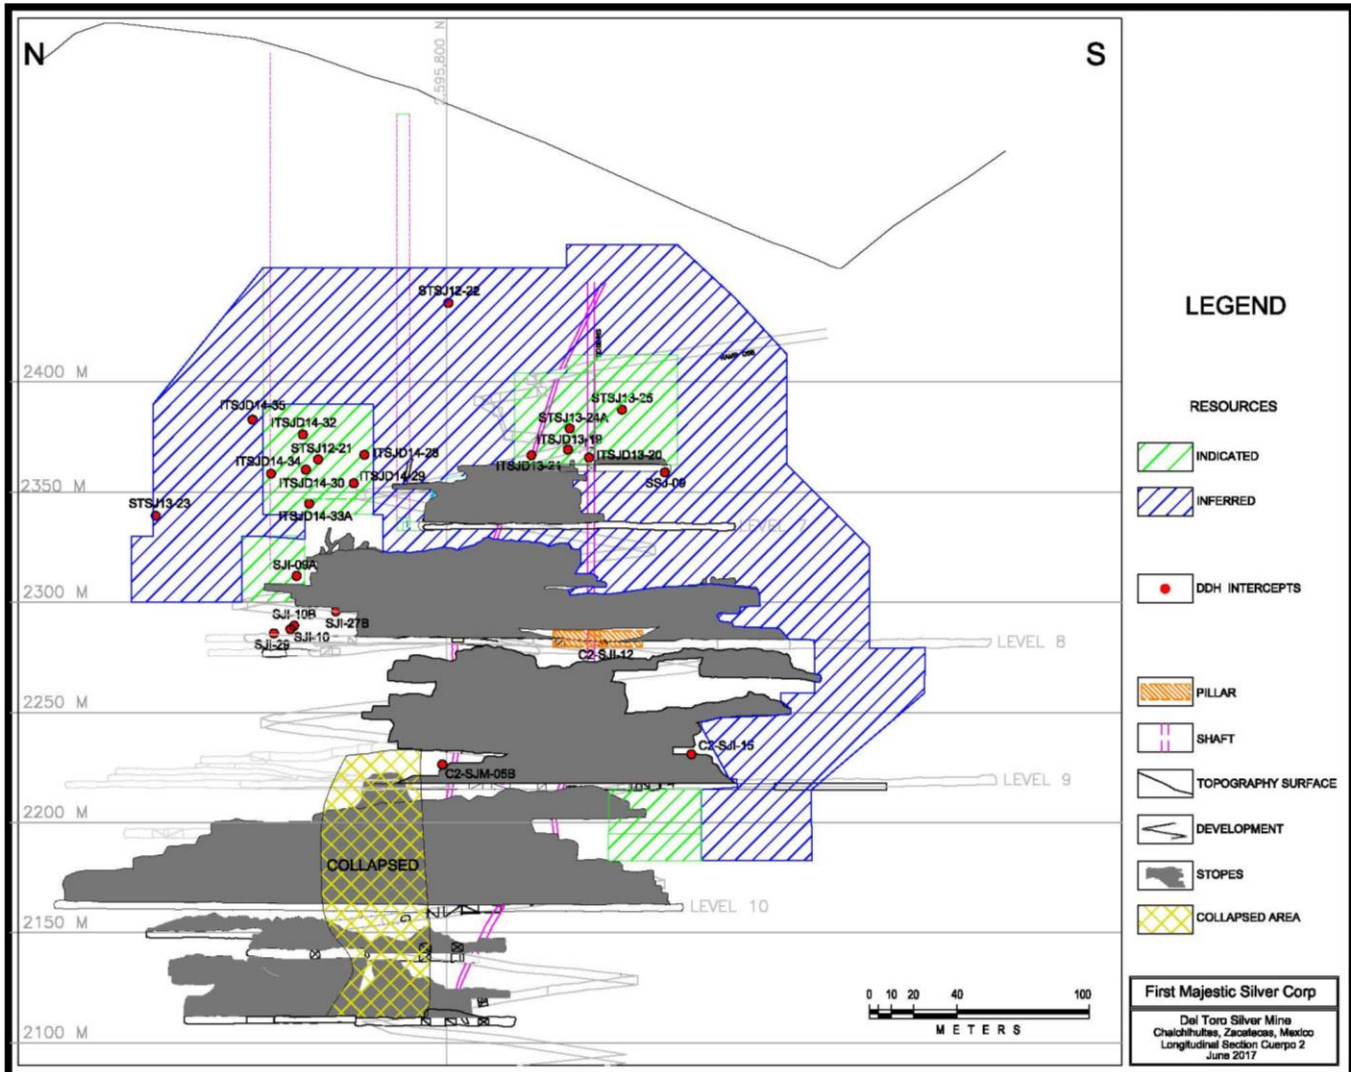 N
S
2,595,800 N
STSJ12-22
2400 M
ITSJD14-35
ITSJD14-32
STSJ12-21
ITSJD14-34
ITSJD14-28
ITSJD14-29
ITSJD14-30
ITSJD14-33A
STSJ13-25
STSJ13-24A
ITSJD13-19
ITSJD13-21
ITSJD13-20
SSJ-09
2350 M
STSJ13-23
LEVEL 7
SJI-09A
2300 M
SJI-10B
SJI-27B
SJI-10
SJI-29
LEVEL 8
C2-SJI-12
2250 M
C2-SJI-15
C2-SJM-05B
LEVEL 9
2200 M
COLLAPSED
LEVEL 10
2150 M
2100 M
0 10 20 40 100
METERS
LEGEND
RESOURCES
INDICATED
INFERRED
DDH INTERCEPTS
PILLAR
SHAFT
TOPOGRAPHY SURFACE
DEVELOPMENT
STOPES
COLLAPSED AREA
First Majestic Silver Corp
Del Toro Silver Mine
Chalchihuites, Zacatecas, Mexico
Longitudinal Section Cuerpo 2
June 2017